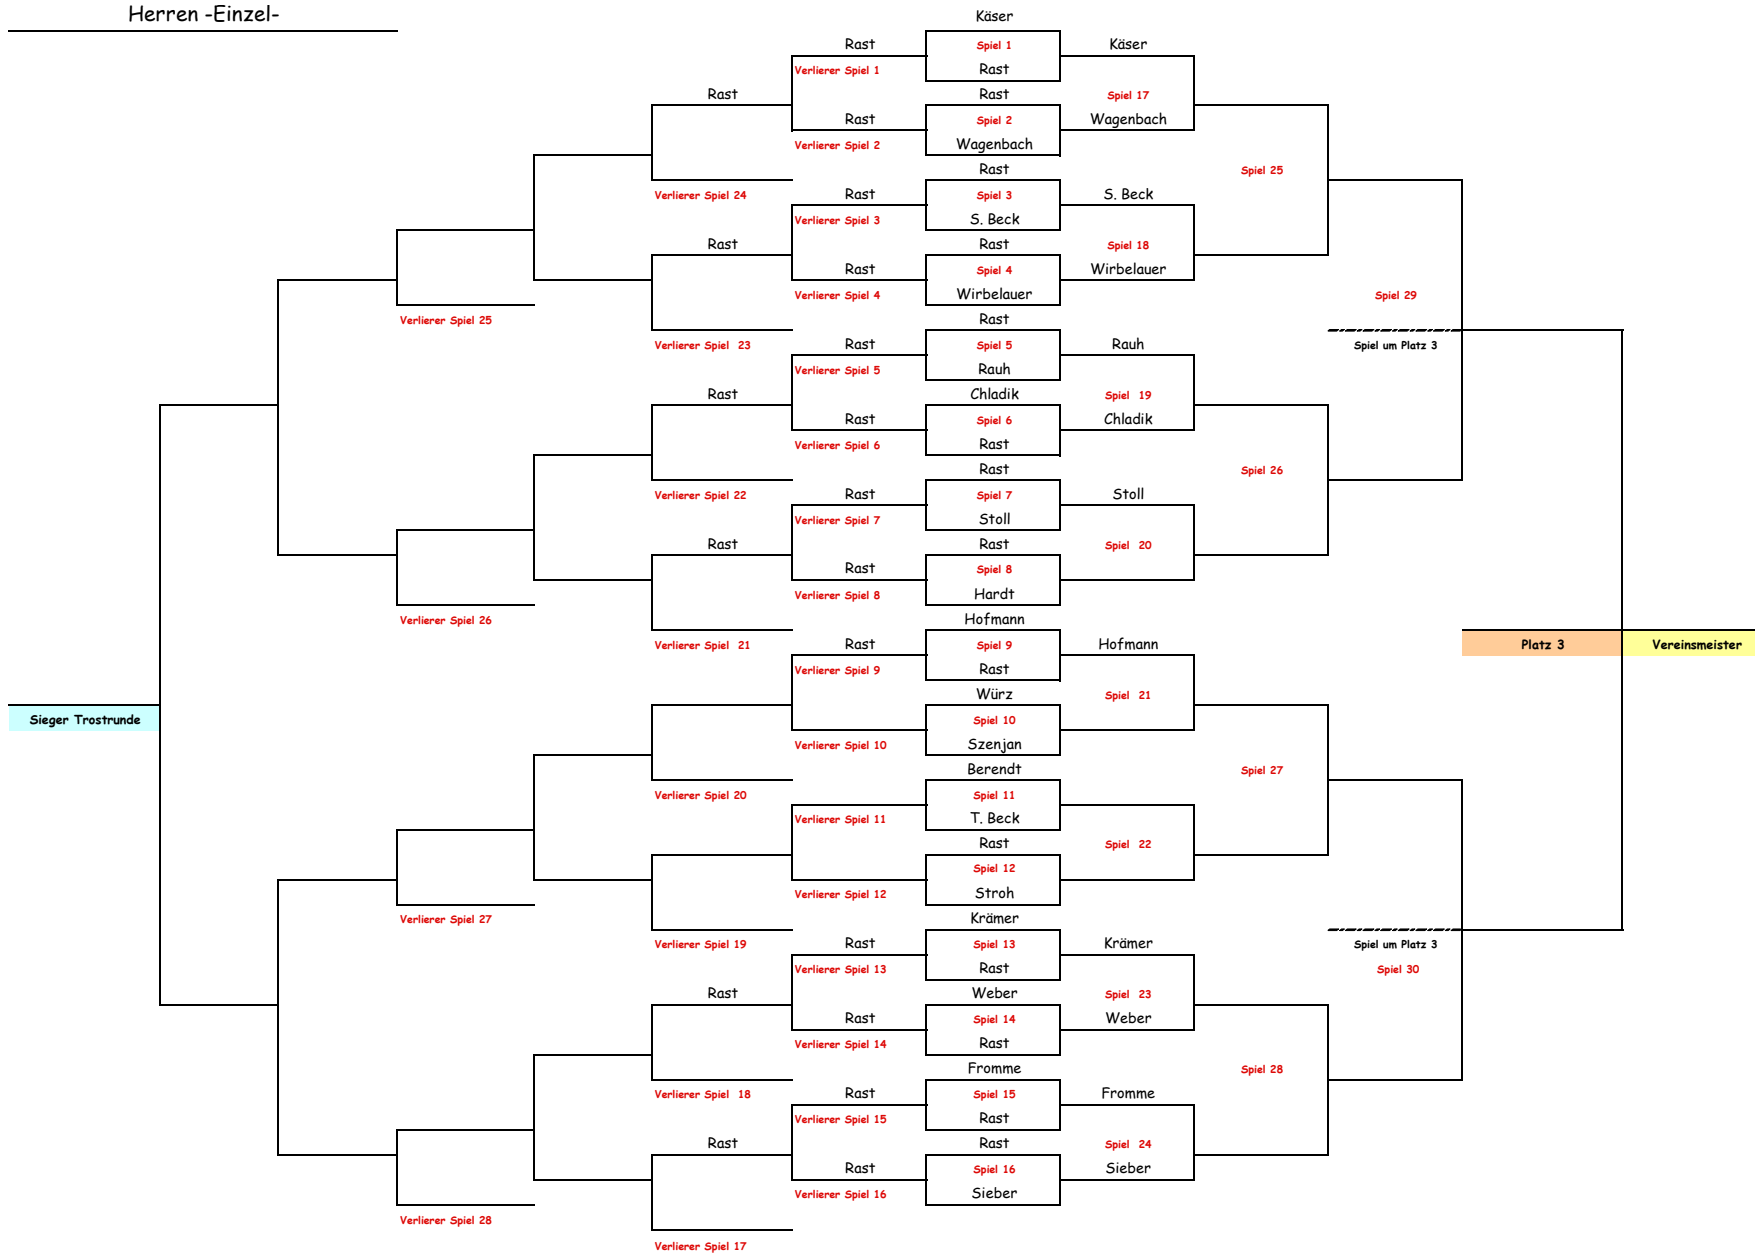 Herren -Einzel-
Käser
Rast Spiel 1 Käser
Verlierer Spiel 1 Rast
Rast Rast Spiel 17
Rast Spiel 2 Wagenbach
Verlierer Spiel 2 Wagenbach
Rast Spiel 25
Verlierer Spiel 24 Rast Spiel 3 S. Beck
Verlierer Spiel 3 S. Beck
Rast Rast Spiel 18
Rast Spiel 4 Wirbelauer
Verlierer Spiel 4 Wirbelauer Spiel 29
Verlierer Spiel 25 Rast
Verlierer Spiel 23 Rast Spiel 5 Rauh Spiel um Platz 3
Verlierer Spiel 5 Rauh
Rast Chladik Spiel 19
Rast Spiel 6 Chladik
Verlierer Spiel 6 Rast
Rast Spiel 26
Verlierer Spiel 22 Rast Spiel 7 Stoll
Verlierer Spiel 7 Stoll
Rast Rast Spiel 20
Rast Spiel 8
Verlierer Spiel 8 Hardt
Verlierer Spiel 26 Hofmann
Verlierer Spiel 21 Rast Spiel 9 Hofmann Platz 3 Vereinsmeister
Verlierer Spiel 9 Rast
Würz Spiel 21
Sieger Trostrunde Spiel 10
Verlierer Spiel 10 Szenjan
Berendt Spiel 27
Verlierer Spiel 20 Spiel 11
Verlierer Spiel 11 T. Beck
Rast Spiel 22
Spiel 12
Verlierer Spiel 12 Stroh
Verlierer Spiel 27 Krämer
Verlierer Spiel 19 Rast Spiel 13 Krämer Spiel um Platz 3
Verlierer Spiel 13 Rast Spiel 30
Rast Weber Spiel 23
Rast Spiel 14 Weber
Verlierer Spiel 14 Rast
Fromme Spiel 28
Verlierer Spiel 18 Rast Spiel 15 Fromme
Verlierer Spiel 15 Rast
Rast Rast Spiel 24
Rast Spiel 16 Sieber
Verlierer Spiel 16 Sieber
Verlierer Spiel 28
Verlierer Spiel 17